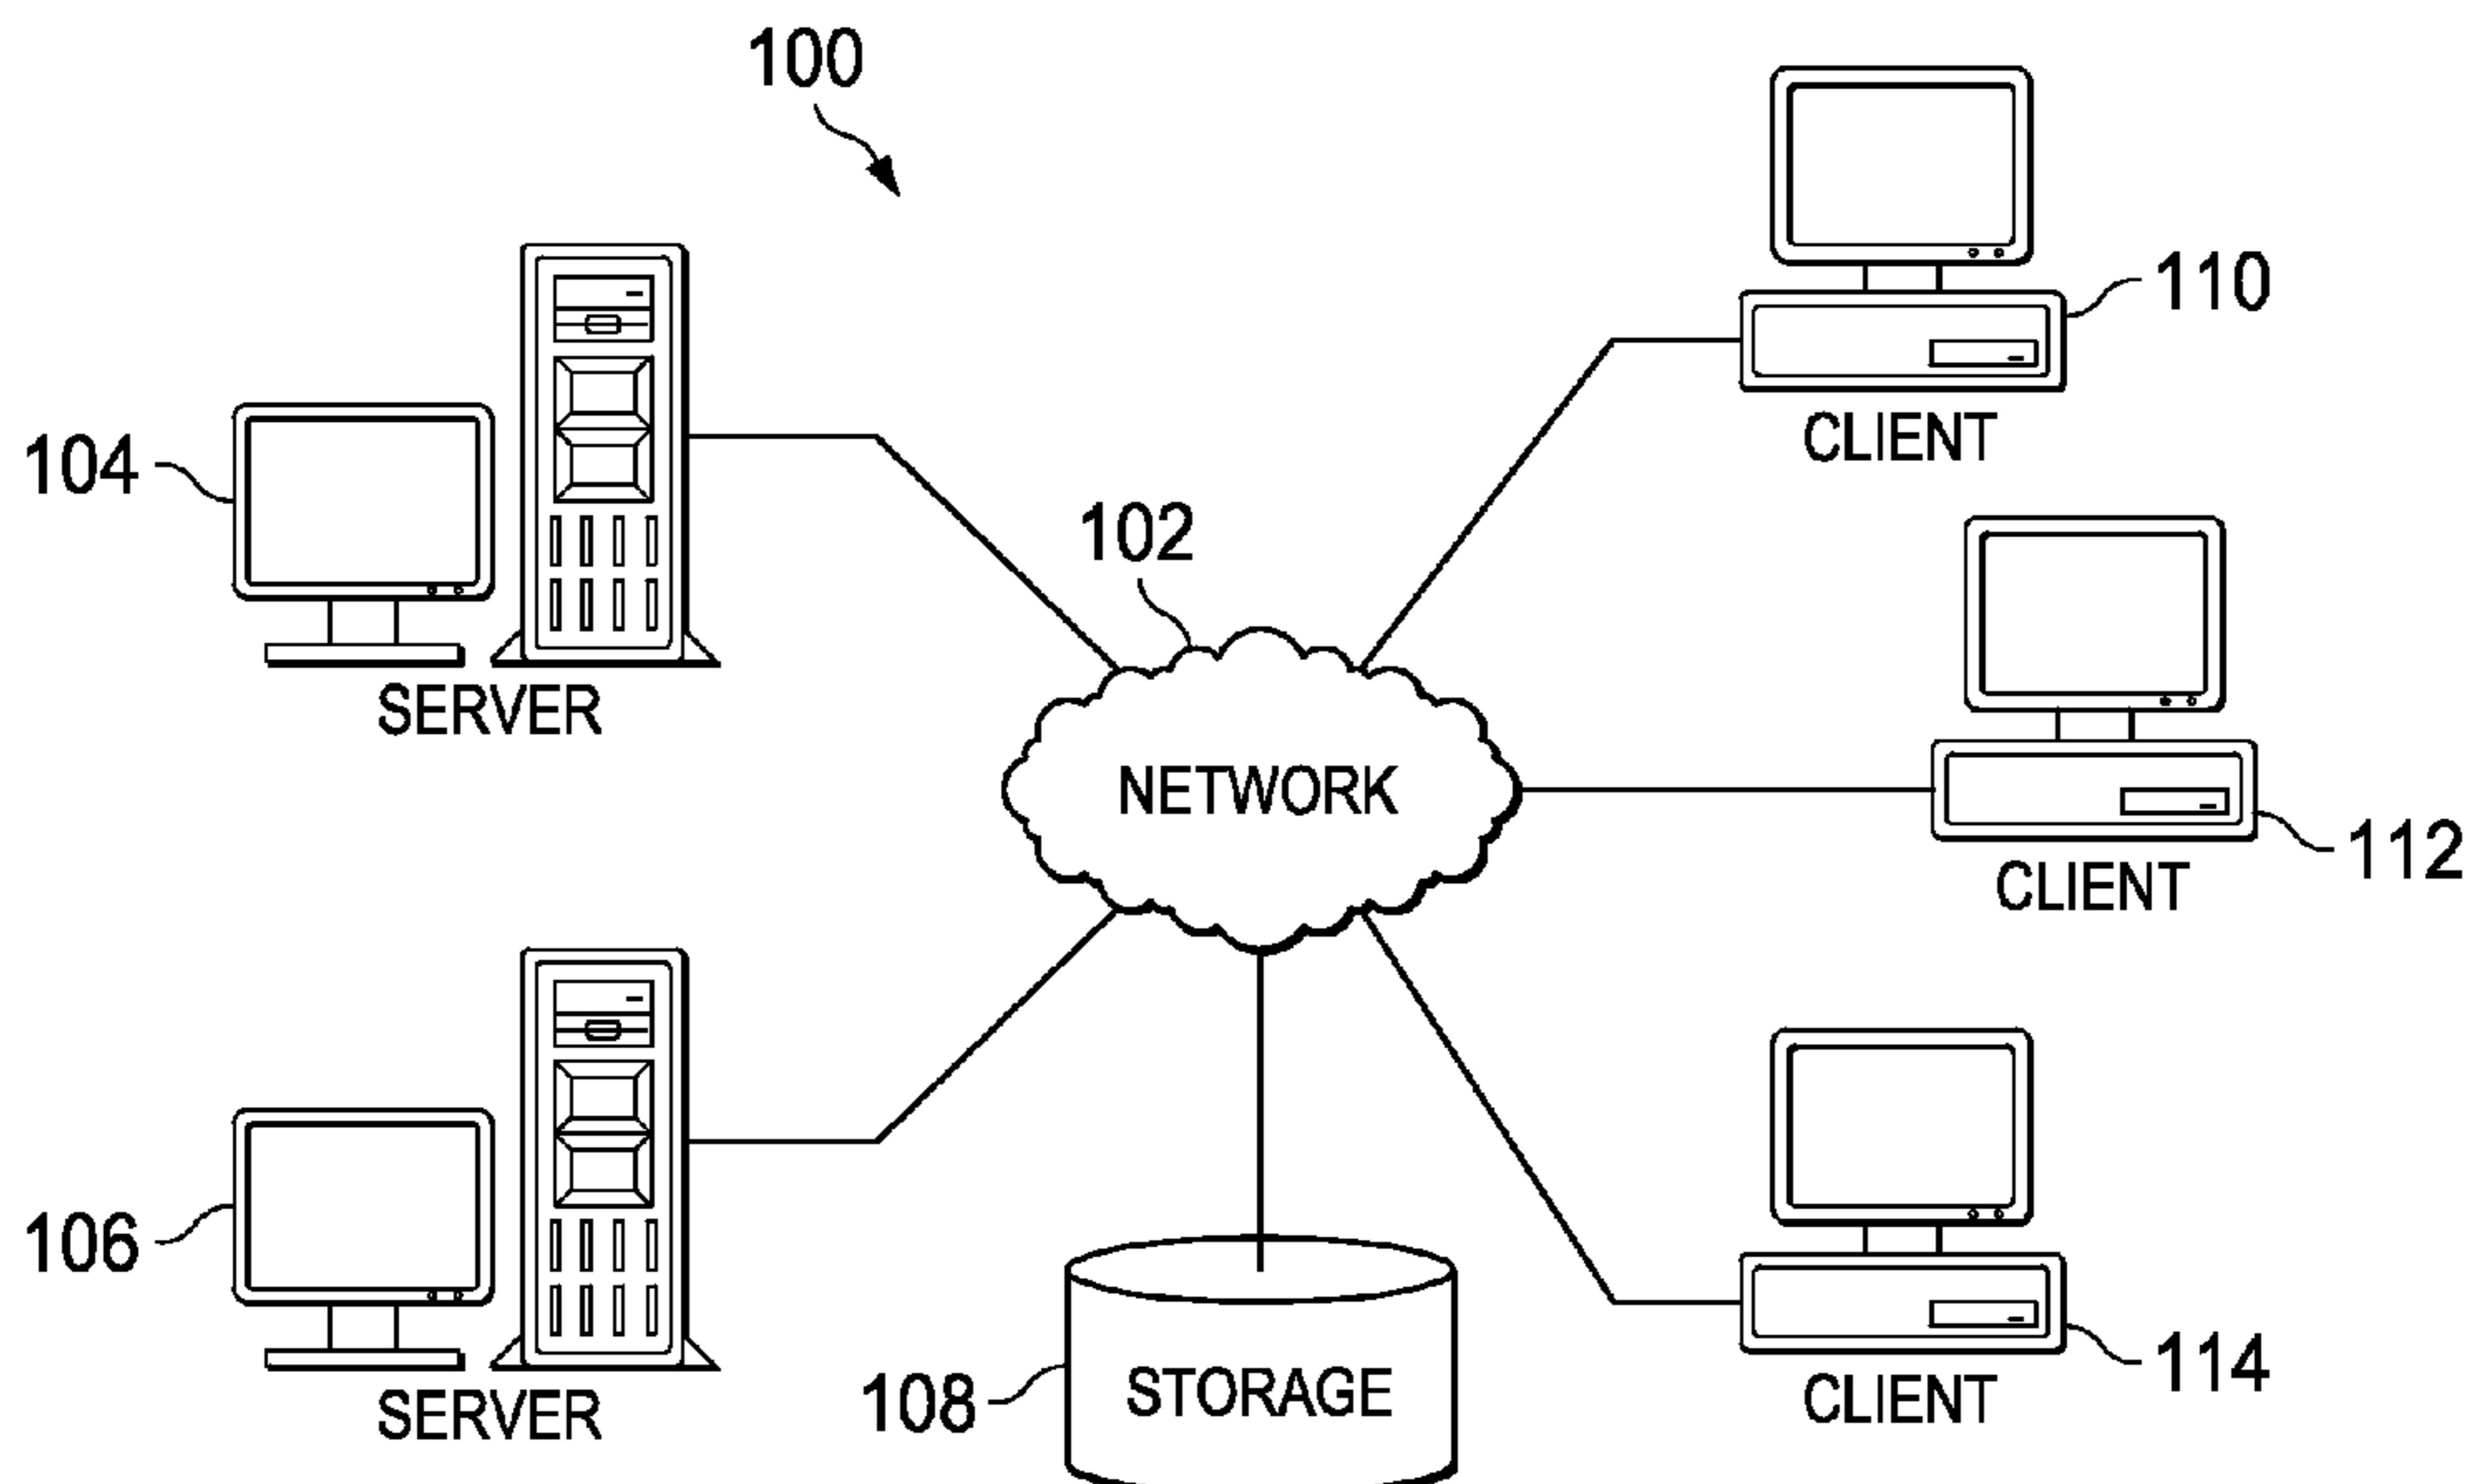 100
110
CLIENT
104
SERVER
102
NETWORK
112
CLIENT
106
SERVER
108
STORAGE
114
CLIENT